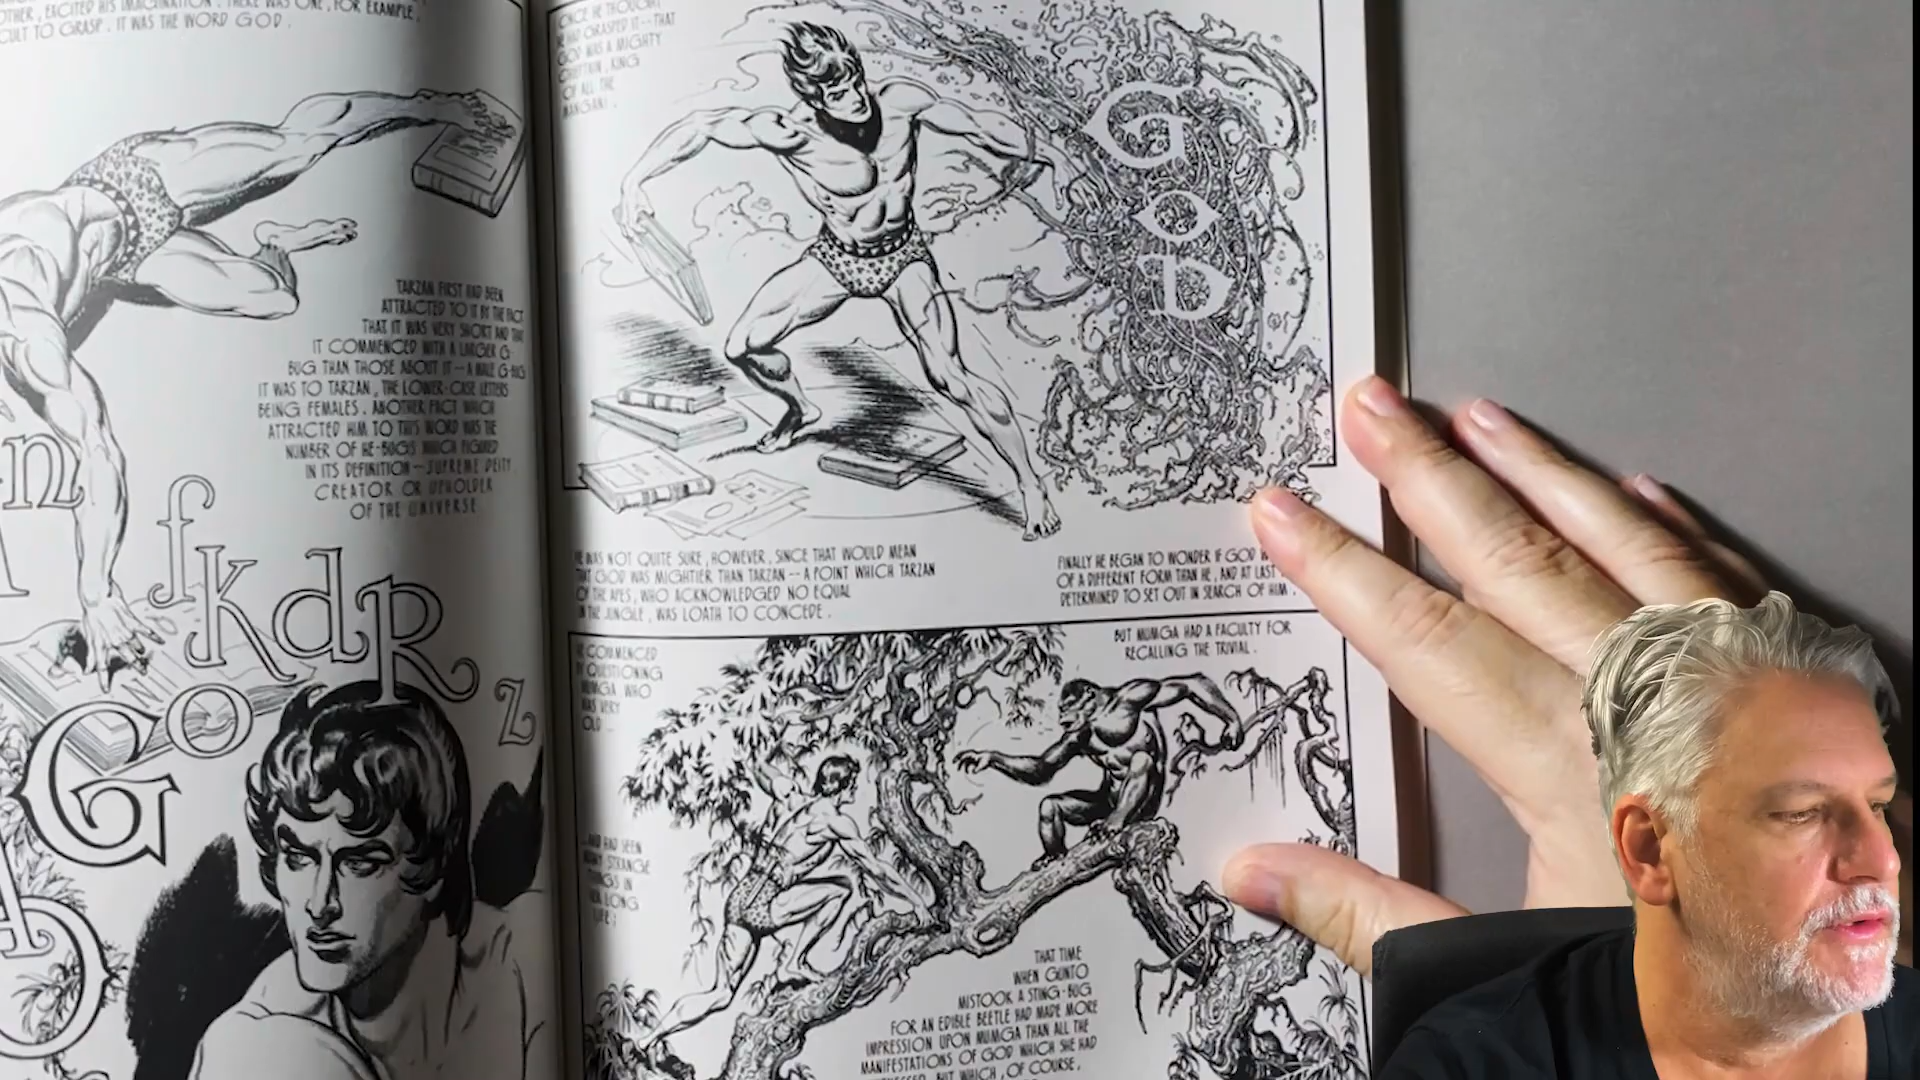 OTHER, EXCITED HIS IMAGINATION. THERE WAS ONE, FOR EXAMPLE,
CULT TO GRASP. IT WAS THE WORD GOD.
TARZAN FIRST HAD BEEN
ATTRACTED TO IT BY THE FACT
THAT IT WAS VERY SHORT AND THAT
IT COMMENCED WITH A LARGER G-
BUG THAN THOSE ABOUT IT -- A MALE G-BUG
IT WAS TO TARZAN, THE LOWER-CASE LETTERS
BEING FEMALES. ANOTHER FACT WHICH
ATTRACTED HIM TO THIS WORD WAS THE
NUMBER OF HE-BUGS WHICH FIGURED
IN ITS DEFINITION -- SUPREME DEITY
CREATOR OR UPHOLDER
OF THE UNIVERSE.
n
f
K d R
G o z
ONCE HE THOUGHT
HE HAD GRASPED IT -- THAT
GOD WAS A MIGHTY
CHIEFTAIN, KING
OF ALL THE
MANGANI.
G
O
D
HE WAS NOT QUITE SURE, HOWEVER, SINCE THAT WOULD MEAN
THAT GOD WAS MIGHTIER THAN TARZAN -- A POINT WHICH TARZAN
OF THE APES, WHO ACKNOWLEDGED NO EQUAL
IN THE JUNGLE, WAS LOATH TO CONCEDE.
FINALLY HE BEGAN TO WONDER IF GOD W
OF A DIFFERENT FORM THAN HE, AND AT LAST
DETERMINED TO SET OUT IN SEARCH OF HIM.
HE COMMENCED
BY QUESTIONING
MUMGA WHO
WAS VERY
OLD...
...AND HAD SEEN
MANY STRANGE
THINGS IN
HER LONG
LIFE;
BUT MUMGA HAD A FACULTY FOR
RECALLING THE TRIVIAL.
THAT TIME
WHEN GUNTO
MISTOOK A STING-BUG
FOR AN EDIBLE BEETLE HAD MADE MORE
IMPRESSION UPON MUMGA THAN ALL THE
MANIFESTATIONS OF GOD WHICH SHE HAD
BUT WHICH, OF COURSE,